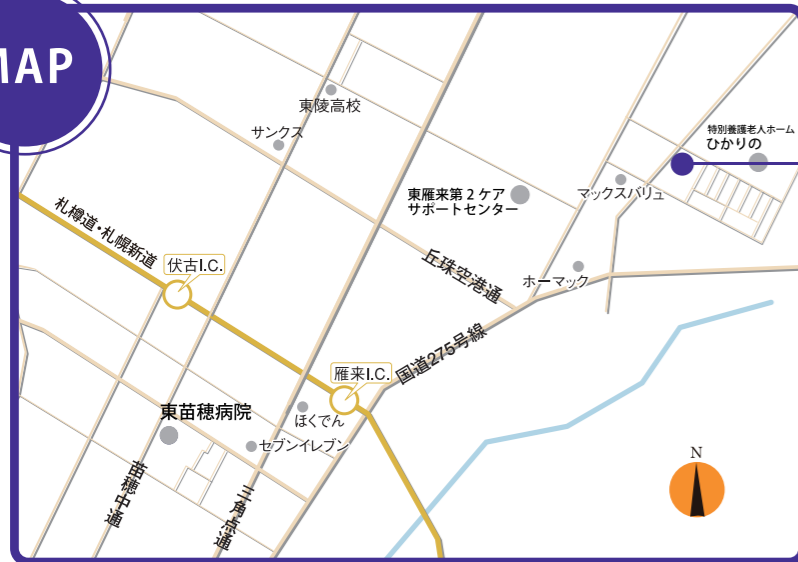 MAP
東陵高校
サンクス
特別養護老人ホーム
ひかりの
東雁来第2ケア
サポートセンター
マックスバリュ
札樽道・札幌新道
伏古I.C.
丘珠空港通
ホーマック
国道275号線
雁来I.C.
東苗穂病院
ほくでん
セブンイレブン
苗穂中通
三角点通
N